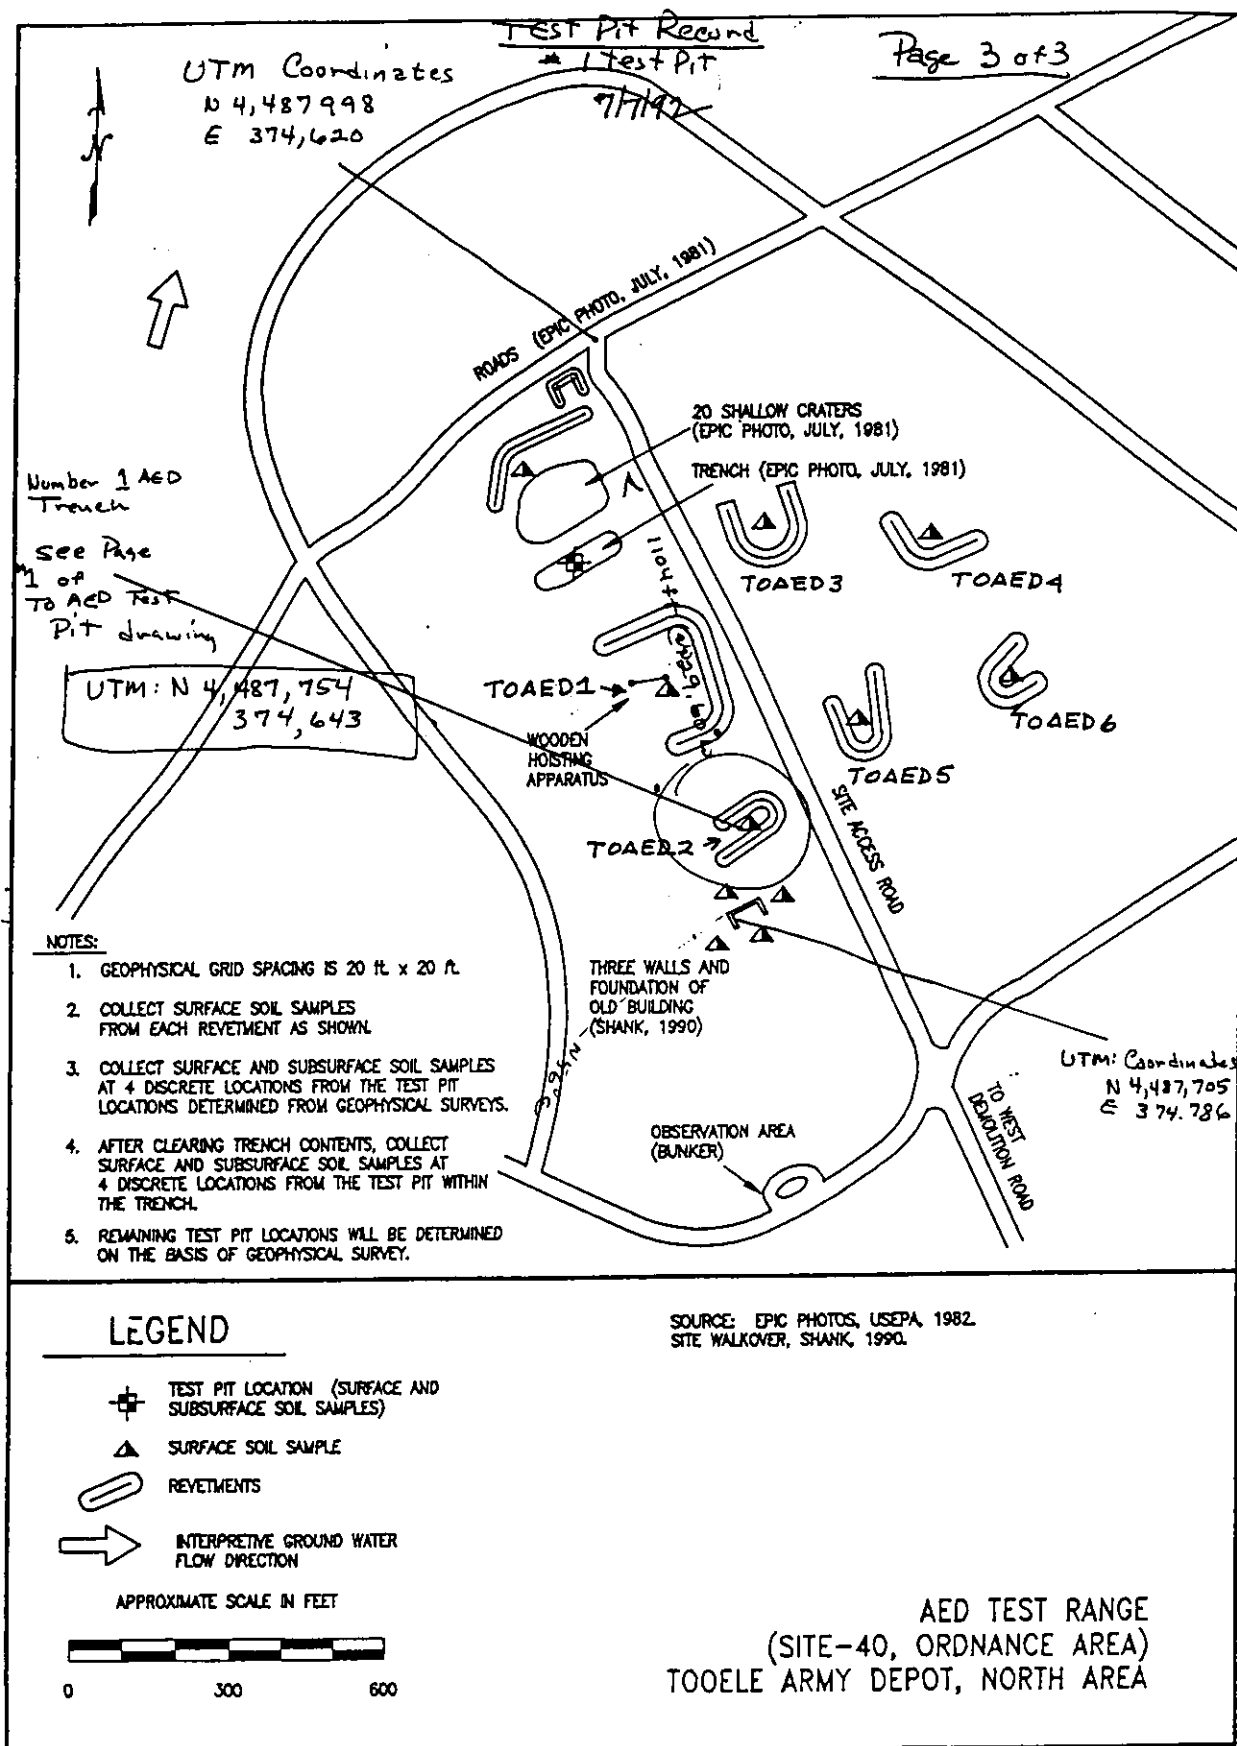 TEST Pit Record
* 1 test Pit
7/7/92
Page 3 of 3
UTM Coordinates
N 4,487998
E 374,620
N
ROADS (EPIC PHOTO, JULY, 1981)
20 SHALLOW CRATERS
(EPIC PHOTO, JULY, 1981)
TRENCH (EPIC PHOTO, JULY, 1981)
Number 1 AED
Trench
see Page
1 of
TO AED Test
Pit drawing
UTM: N 4,487,754
374,643
TOAED3
TOAED4
TOAED1
TOAED6
TOAED5
WOODEN
HOISTING
APPARATUS
TOAED2
SITE ACCESS ROAD
1104 ft
THREE WALLS AND
FOUNDATION OF
OLD BUILDING
(SHANK, 1990)
UTM: Coordinates
N 4,487,705
E 374.786
TO WEST
DEMOLITION ROAD
OBSERVATION AREA
(BUNKER)
NOTES:
1. GEOPHYSICAL GRID SPACING IS 20 ft. x 20 ft.
2. COLLECT SURFACE SOIL SAMPLES
FROM EACH REVETMENT AS SHOWN.
3. COLLECT SURFACE AND SUBSURFACE SOIL SAMPLES
AT 4 DISCRETE LOCATIONS FROM THE TEST PIT
LOCATIONS DETERMINED FROM GEOPHYSICAL SURVEYS.
4. AFTER CLEARING TRENCH CONTENTS, COLLECT
SURFACE AND SUBSURFACE SOIL SAMPLES AT
4 DISCRETE LOCATIONS FROM THE TEST PIT WITHIN
THE TRENCH.
5. REMAINING TEST PIT LOCATIONS WILL BE DETERMINED
ON THE BASIS OF GEOPHYSICAL SURVEY.
LEGEND
TEST PIT LOCATION (SURFACE AND
SUBSURFACE SOIL SAMPLES)
SURFACE SOIL SAMPLE
REVETMENTS
INTERPRETIVE GROUND WATER
FLOW DIRECTION
APPROXIMATE SCALE IN FEET
0 300 600
SOURCE: EPIC PHOTOS, USEPA, 1982.
SITE WALKOVER, SHANK, 1990.
AED TEST RANGE
(SITE-40, ORDNANCE AREA)
TOOELE ARMY DEPOT, NORTH AREA